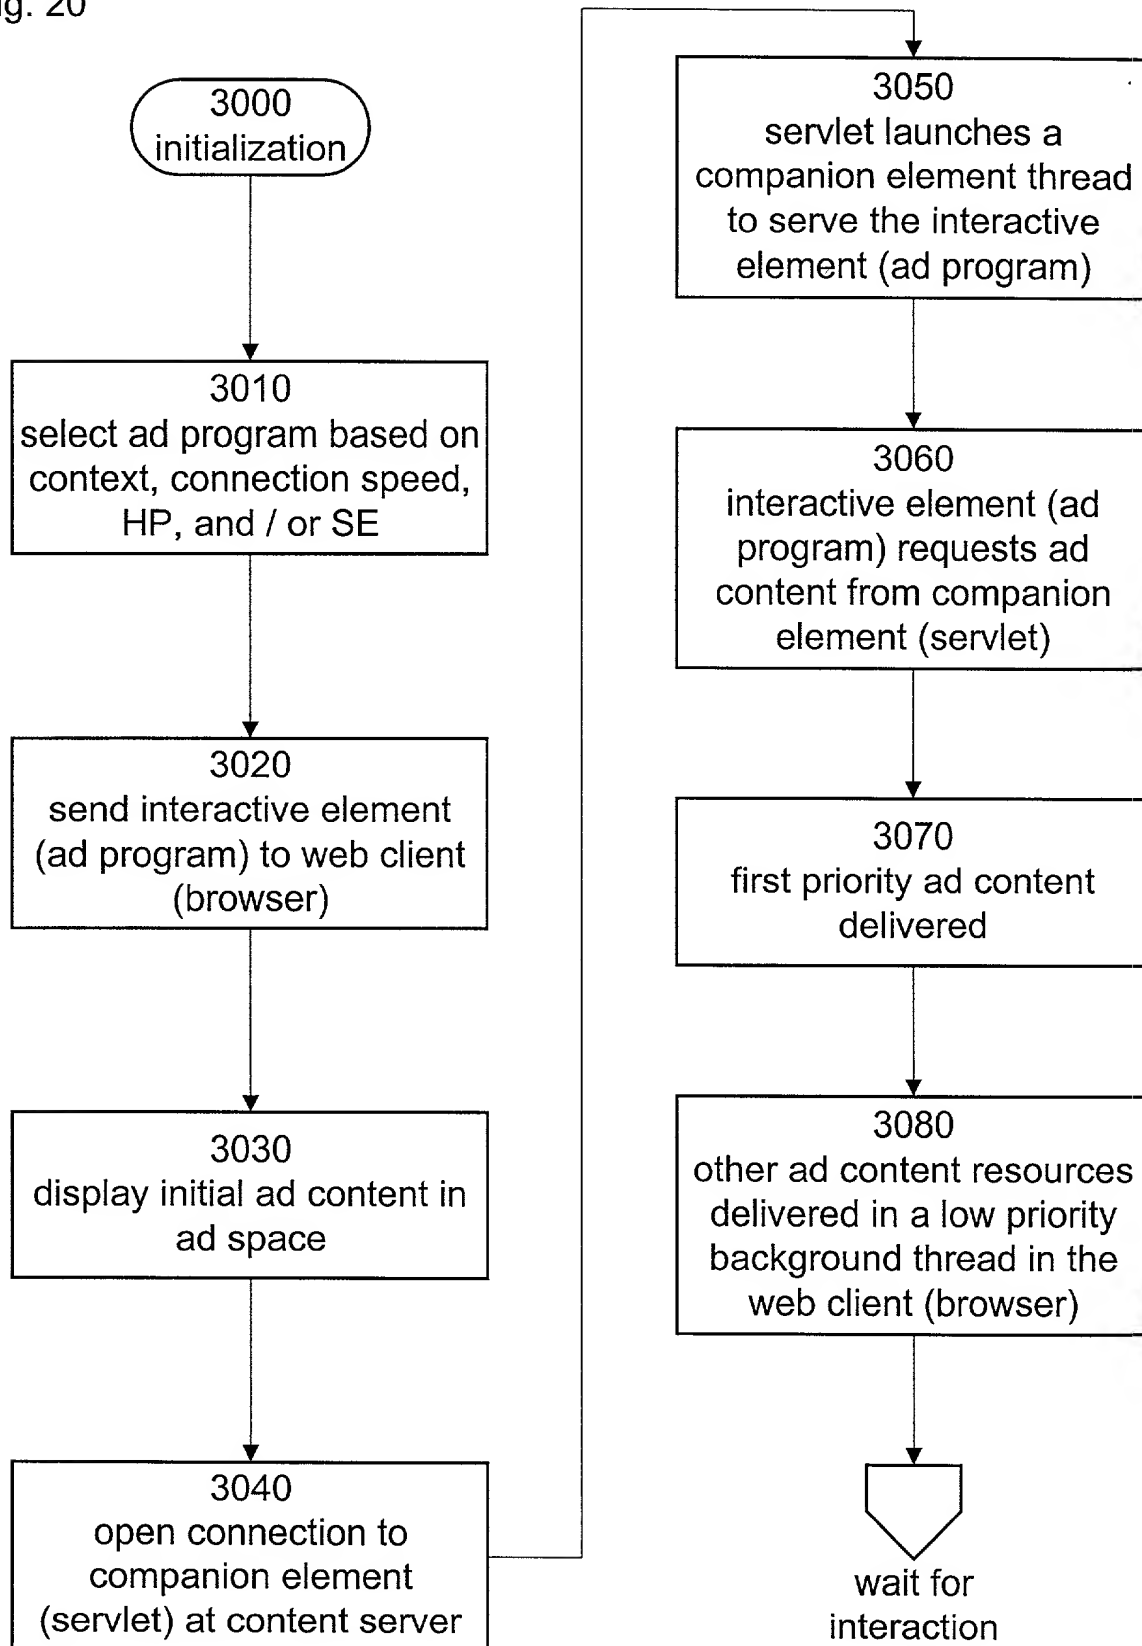 ig. 20
3000
initialization
3010
select ad program based on
context, connection speed,
HP, and / or SE
3020
send interactive element
(ad program) to web client
(browser)
3030
display initial ad content in
ad space
3040
open connection to
companion element
(servlet) at content server
3050
servlet launches a
companion element thread
to serve the interactive
element (ad program)
3060
interactive element (ad
program) requests ad
content from companion
element (servlet)
3070
first priority ad content
delivered
3080
other ad content resources
delivered in a low priority
background thread in the
web client (browser)
wait for
interaction